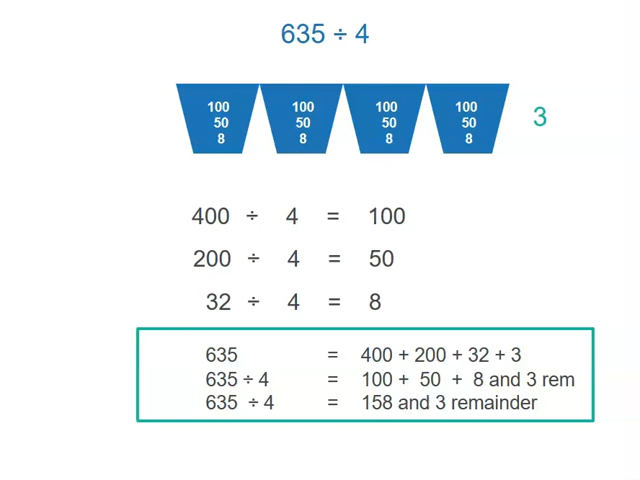 635 ÷ 4
100 100 100 100
50 50 50 50
8 8 8 8
3
400 ÷ 4 = 100
200 ÷ 4 = 50
32 ÷ 4 = 8
635 = 400 + 200 + 32 + 3
635 ÷ 4 = 100 + 50 + 8 and 3 rem
635 ÷ 4 = 158 and 3 remainder